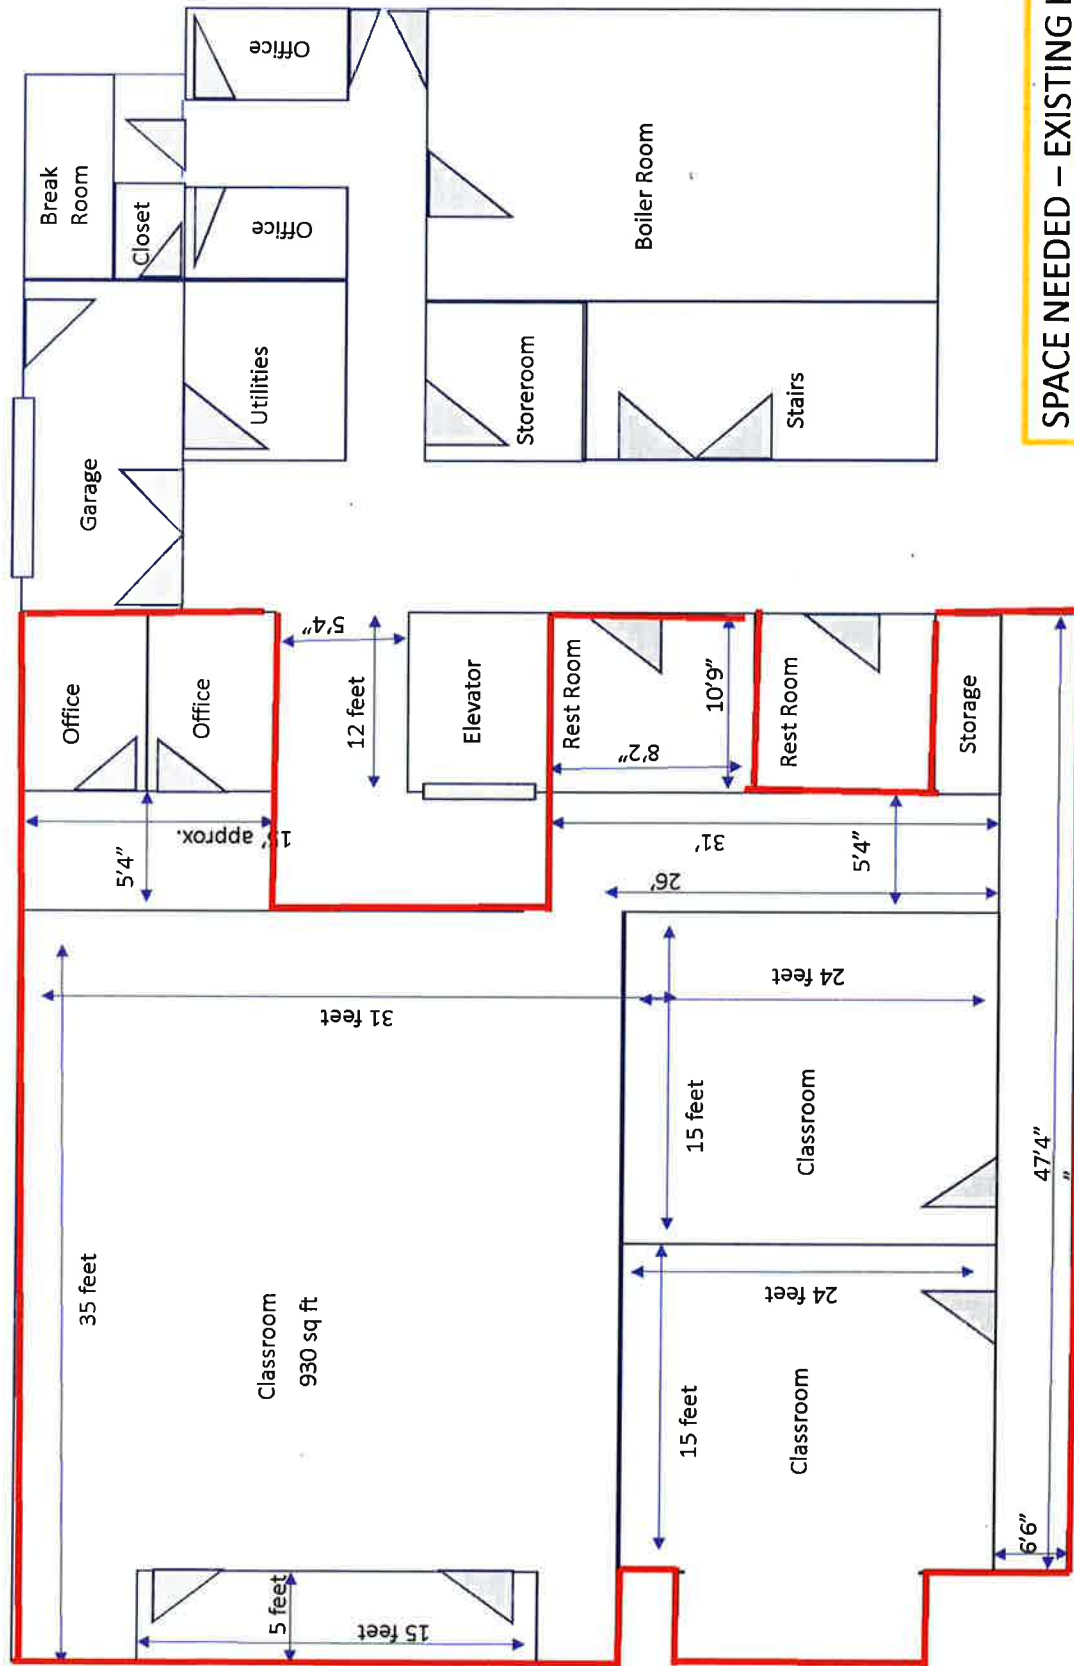 Break
Room
Closet
Office
Office
Garage
Utilities
Boiler Room
Storeroom
Stairs
SPACE NEEDED – EXISTING
Office
Office
5'4"
12 feet
Elevator
Rest Room
8'2"
10'9"
Rest Room
Storage
15' approx.
5'4"
31'
26'
5'4"
35 feet
31 feet
Classroom
930 sq ft
5 feet
15 feet
15 feet
24 feet
Classroom
15 feet
24 feet
Classroom
47'4"
"
6'6"